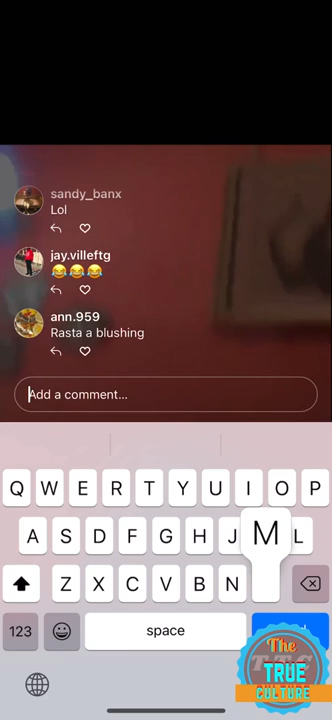 sandy_banx
Lol
jay.villeftg
😂😂😂
ann.959
Rasta a blushing
Add a comment...
Q W E R T Y U I O P
A S D F G H J M L
Z X C V B N
123 space
The
TRUE
CULTURE